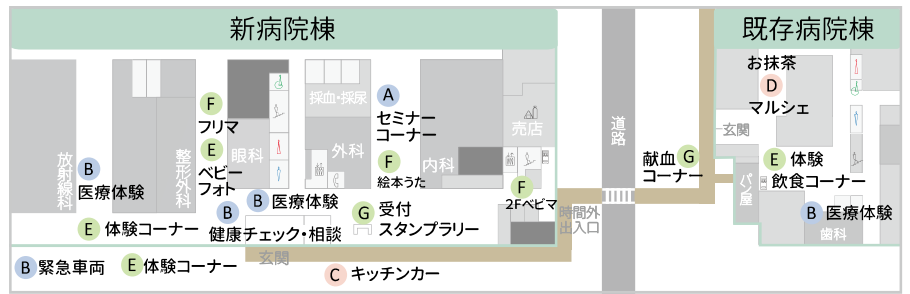 新病院棟
既存病院棟
採血・採尿
A
セミナー
コーナー
F
フリマ
E
ベビー
フォト
眼科
外科
F
絵本うた
内科
売店
道路
献血
コーナー
G
お抹茶
D
マルシェ
玄関
放射線科
B
医療体験
整形外科
B
医療体験
B
健康チェック・相談
G
受付
スタンプラリー
F
2Fベビマ
時間外
出入口
パン屋
E
体験
飲食コーナー
B
医療体験
歯科
E
体験コーナー
玄関
B
緊急車両
E
体験コーナー
C
キッチンカー